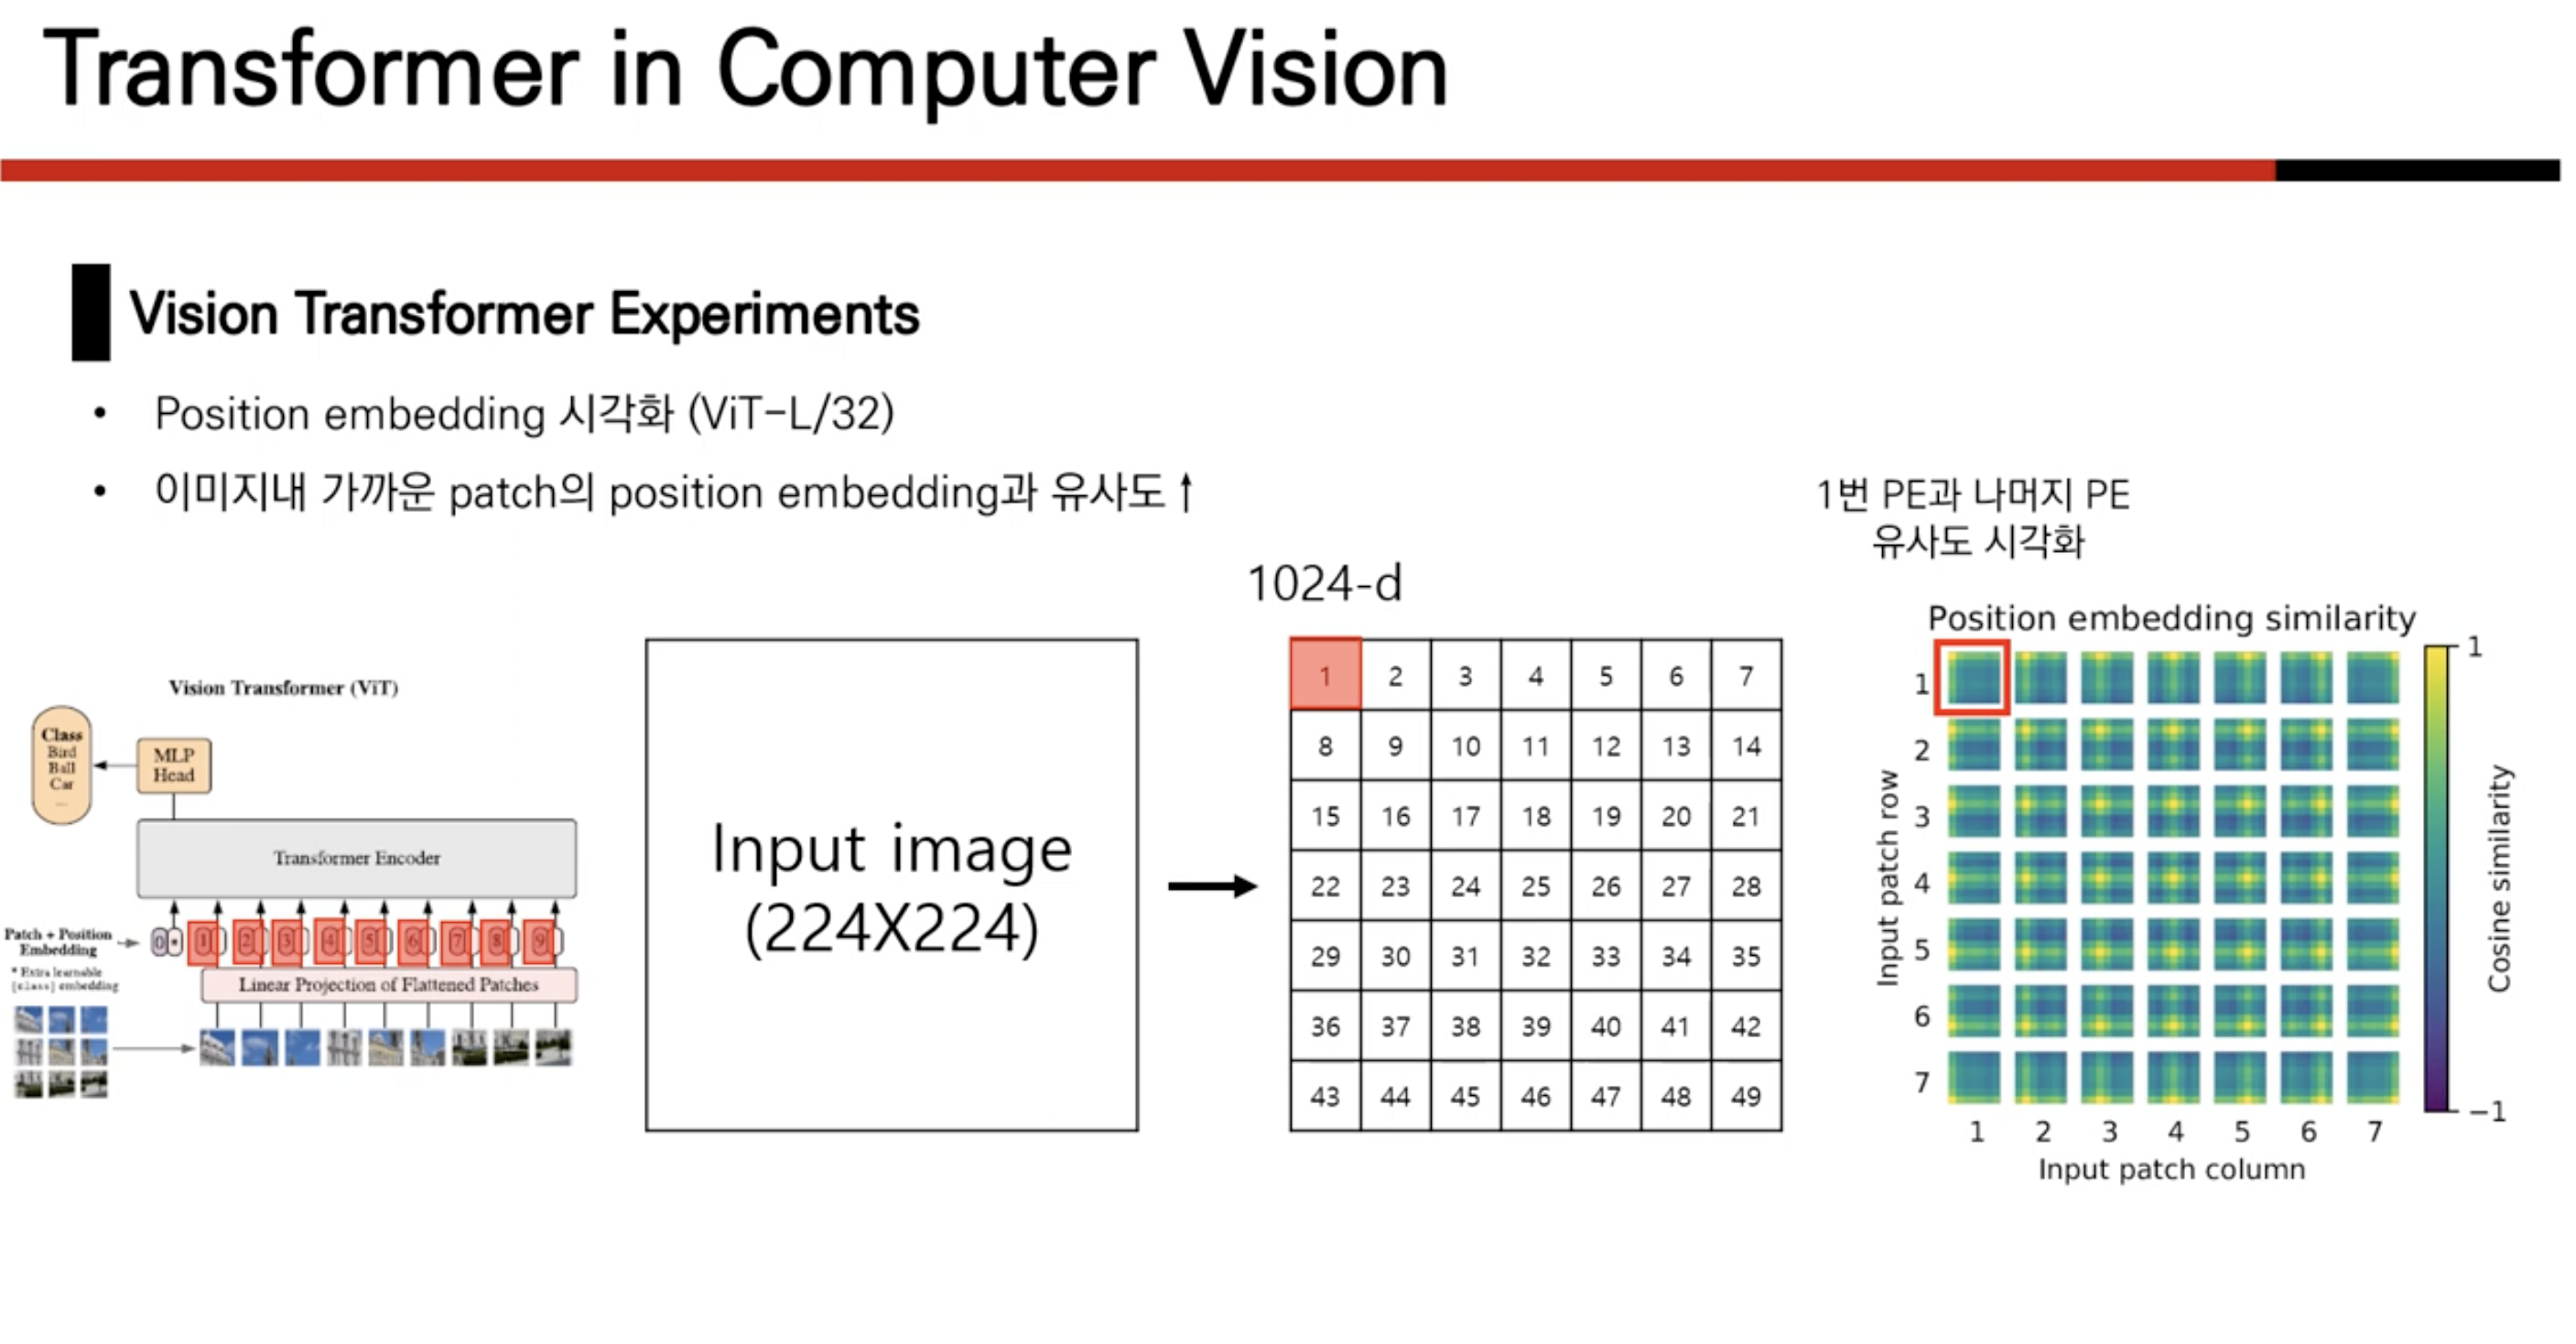 Transformer in Computer Vision
Vision Transformer Experiments
• Position embedding 시각화 (ViT-L/32)
• 이미지내 가까운 patch의 position embedding과 유사도↑
Vision Transformer (ViT)
Class
Bird
Ball
Car
...
MLP
Head
Transformer Encoder
Patch + Position
Embedding
* Extra learnable
[class] embedding
0 * 1 2 3 4 5 6 7 8 9
Linear Projection of Flattened Patches
Input image
(224X224)
1024-d
1 2 3 4 5 6 7
8 9 10 11 12 13 14
15 16 17 18 19 20 21
22 23 24 25 26 27 28
29 30 31 32 33 34 35
36 37 38 39 40 41 42
43 44 45 46 47 48 49
1번 PE과 나머지 PE
유사도 시각화
Position embedding similarity
Input patch row
1
2
3
4
5
6
7
1 2 3 4 5 6 7
Input patch column
1
−1
Cosine similarity